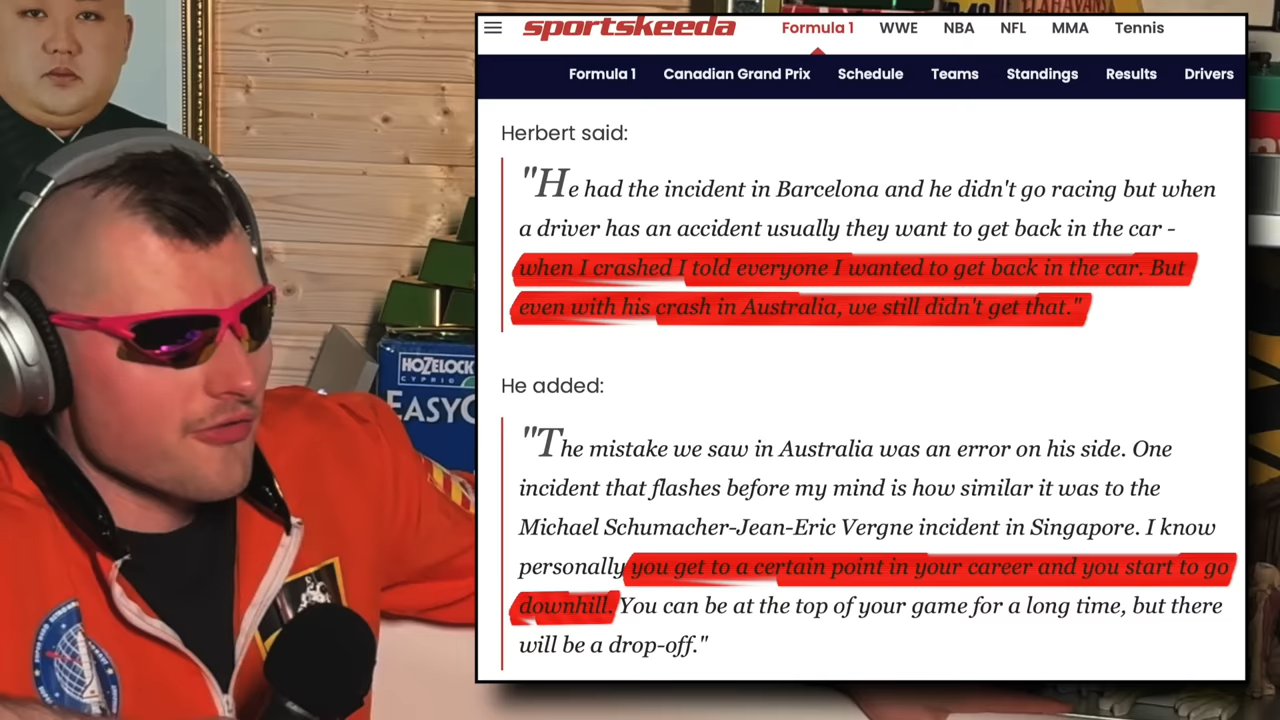 sportskeeda
Formula 1 WWE NBA NFL MMA Tennis
Formula 1 Canadian Grand Prix Schedule Teams Standings Results Drivers
Herbert said:
"He had the incident in Barcelona and he didn't go racing but when
a driver has an accident usually they want to get back in the car -
when I crashed I told everyone I wanted to get back in the car. But
even with his crash in Australia, we still didn't get that."
He added:
"The mistake we saw in Australia was an error on his side. One
incident that flashes before my mind is how similar it was to the
Michael Schumacher-Jean-Eric Vergne incident in Singapore. I know
personally you get to a certain point in your career and you start to go
downhill. You can be at the top of your game for a long time, but there
will be a drop-off."
HOZELOCK
CYPRIO